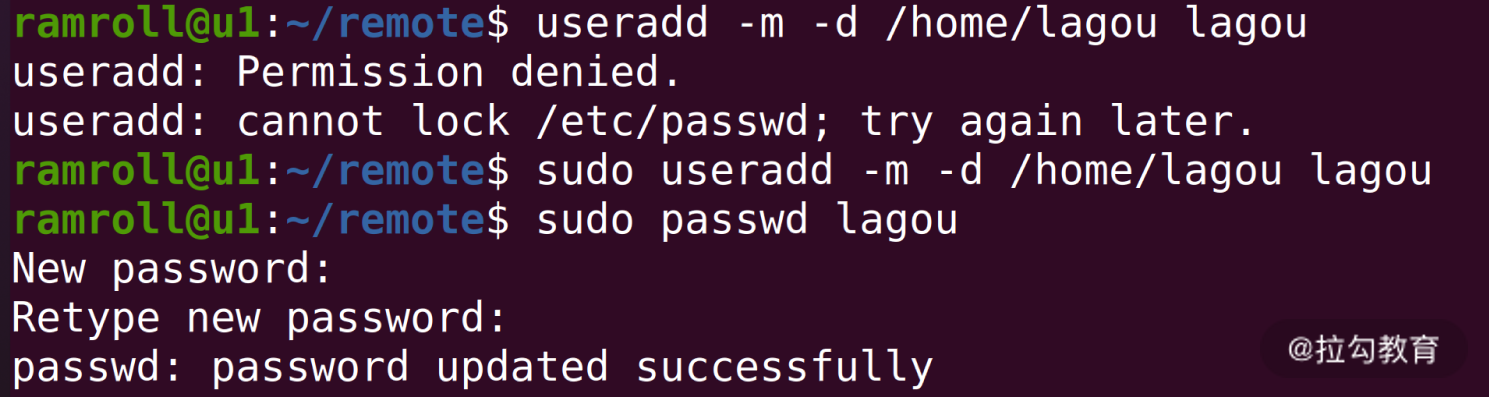 ramroll@u1:~/remote$ useradd -m -d /home/lagou lagou
useradd: Permission denied.
useradd: cannot lock /etc/passwd; try again later.
ramroll@u1:~/remote$ sudo useradd -m -d /home/lagou lagou
ramroll@u1:~/remote$ sudo passwd lagou
New password:
Retype new password:
passwd: password updated successfully
@拉勾教育